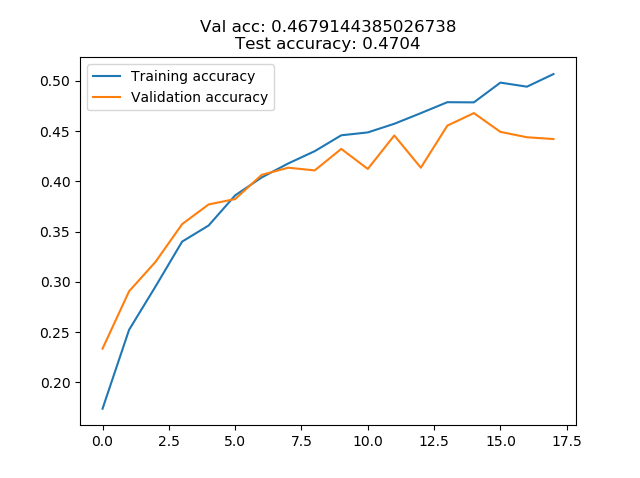 Val acc: 0.4679144385026738
Test accuracy: 0.4704
Training accuracy
Validation accuracy
0.50
0.45
0.40
0.35
0.30
0.25
0.20
0.0 2.5 5.0 7.5 10.0 12.5 15.0 17.5